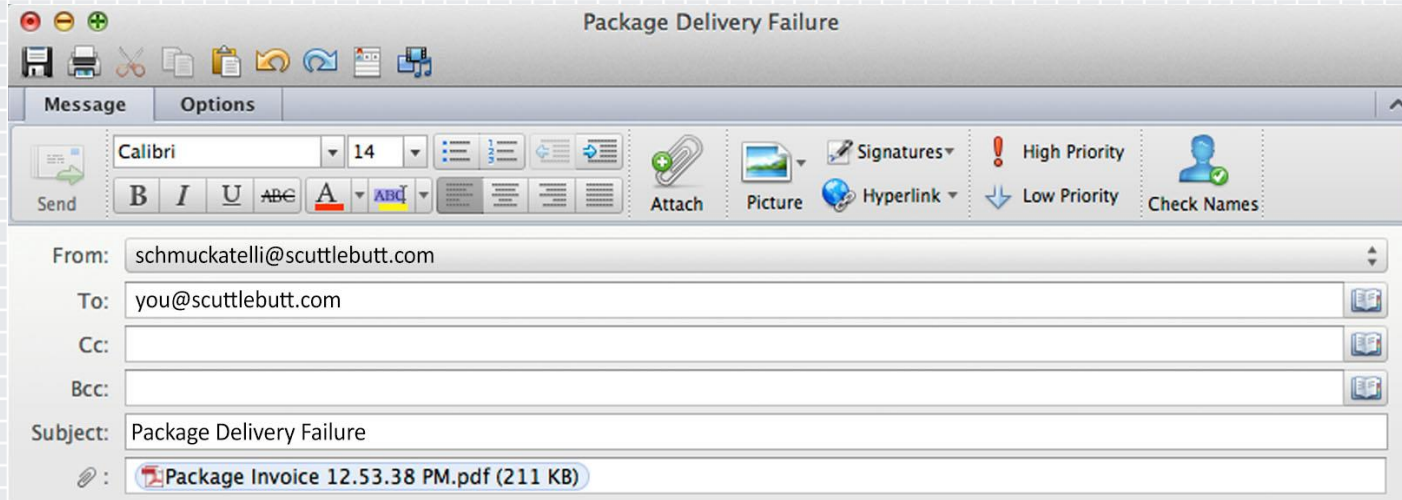 Package Delivery Failure
Message Options
Calibri 14 Signatures High Priority
B I U ABC A ABC Hyperlink Low Priority
Send Attach Picture Check Names
From: schmuckatelli@scuttlebutt.com
To: you@scuttlebutt.com
Cc:
Bcc:
Subject: Package Delivery Failure
: Package Invoice 12.53.38 PM.pdf (211 KB)